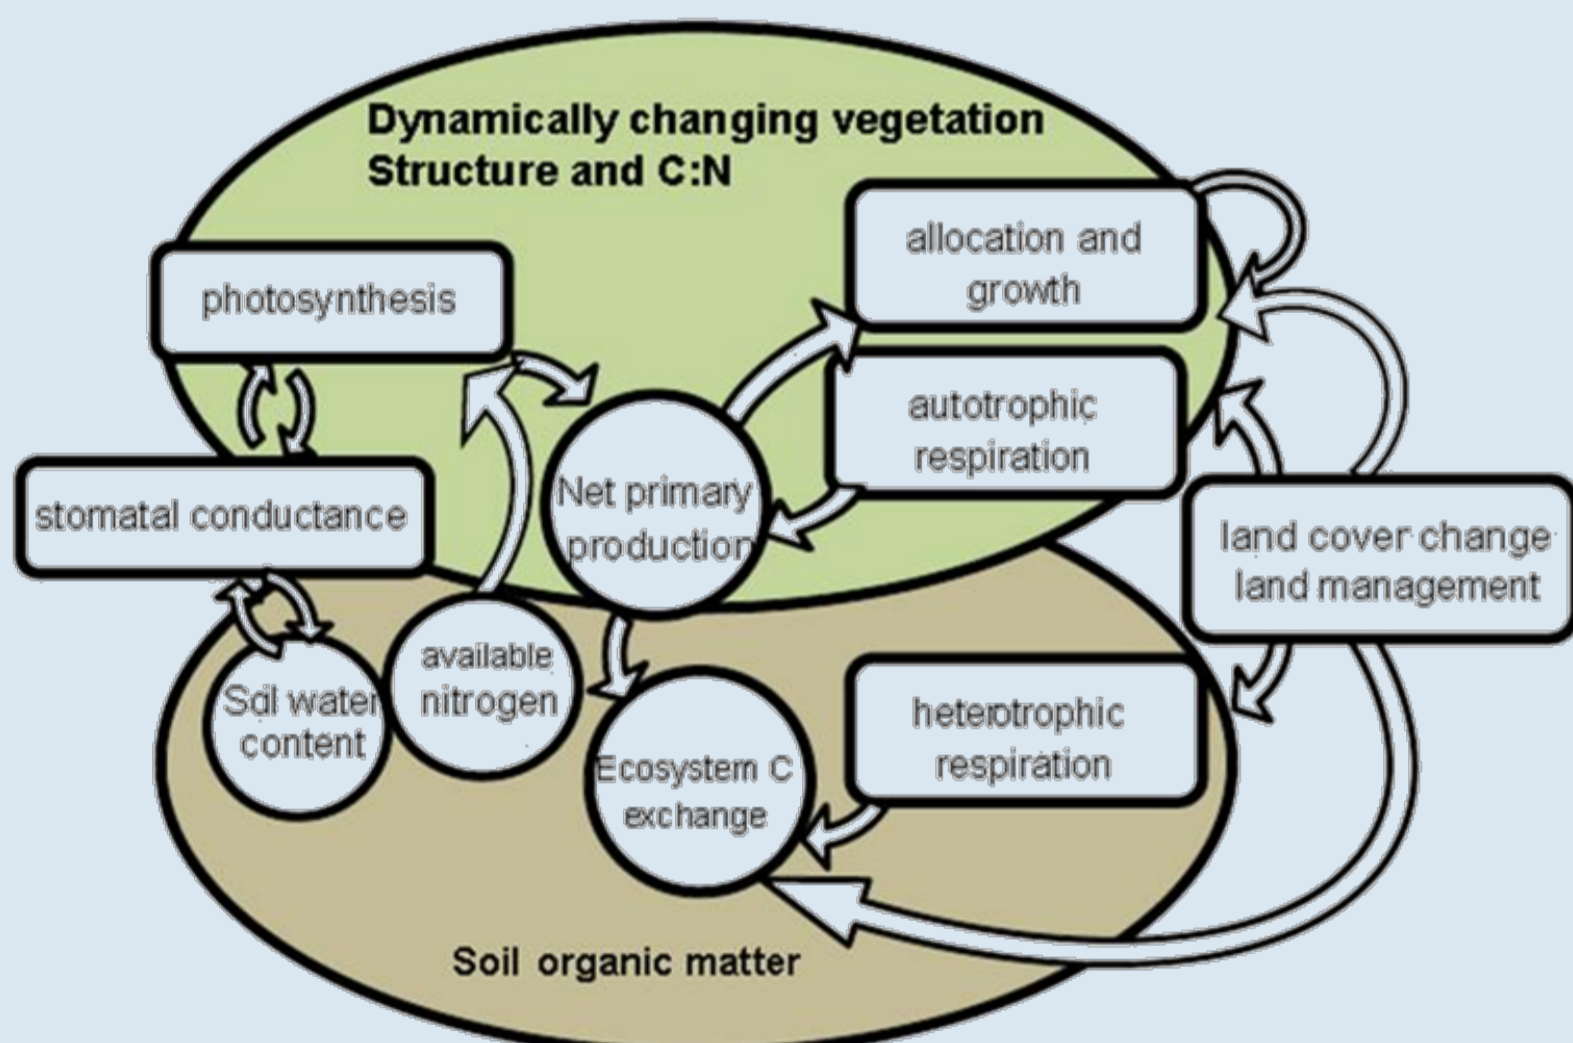 Dynamically changing vegetation
Structure and C:N
allocation and
growth
photosynthesis
autotrophic
respiration
Net primary
production
stomatal conductance
land cover change
land management
available
nitrogen
Soil water
content
heterotrophic
respiration
Ecosystem C
exchange
Soil organic matter